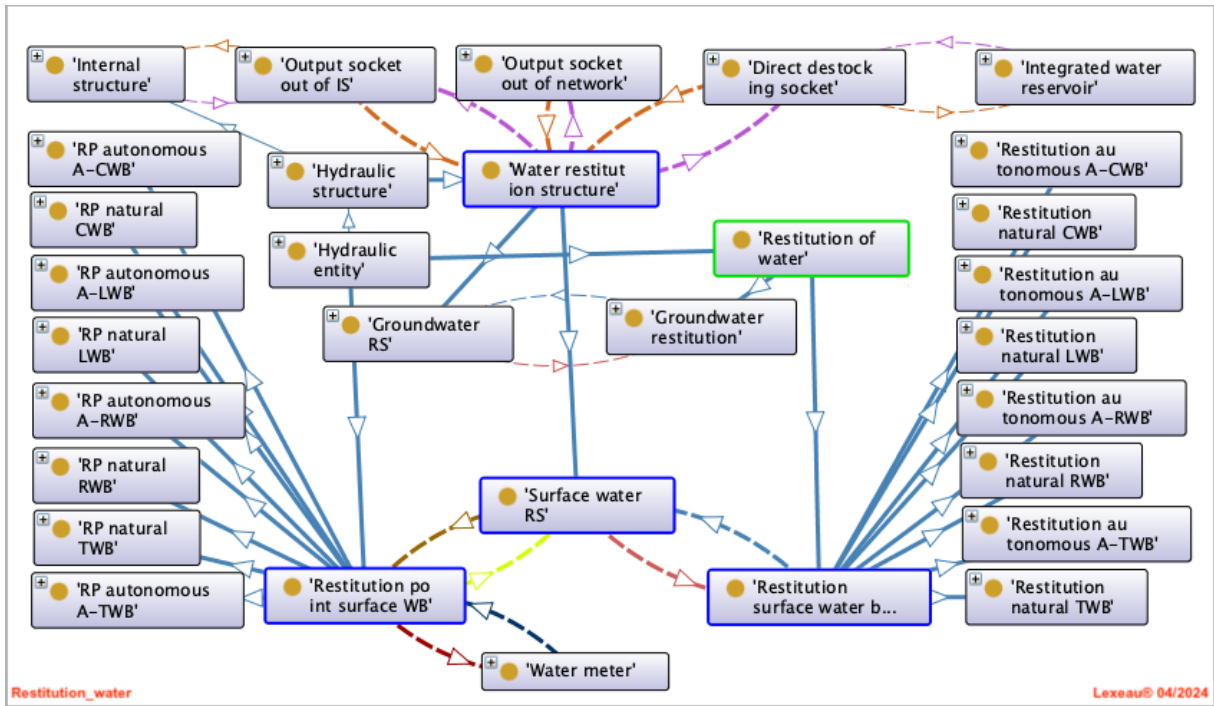 'Internal
structure'
'Output socket
out of IS'
'Output socket
out of network'
'Direct destock
ing socket'
'Integrated water
reservoir'
'RP autonomous
A-CWB'
'Hydraulic
structure'
'Water restitut
ion structure'
'Restitution au
tonomous A-CWB'
'RP natural
CWB'
'Hydraulic
entity'
'Restitution of
water'
'Restitution
natural CWB'
'RP autonomous
A-LWB'
'Restitution au
tonomous A-LWB'
'Groundwater
RS'
'Groundwater
restitution'
'RP natural
LWB'
'Restitution
natural LWB'
'RP autonomous
A-RWB'
'Restitution au
tonomous A-RWB'
'RP natural
RWB'
'Restitution
natural RWB'
'Surface water
RS'
'RP natural
TWB'
'Restitution au
tonomous A-TWB'
'RP autonomous
A-TWB'
'Restitution po
int surface WB'
'Restitution
surface water b...
'Restitution
natural TWB'
'Water meter'
Restitution_water
Lexeau® 04/2024